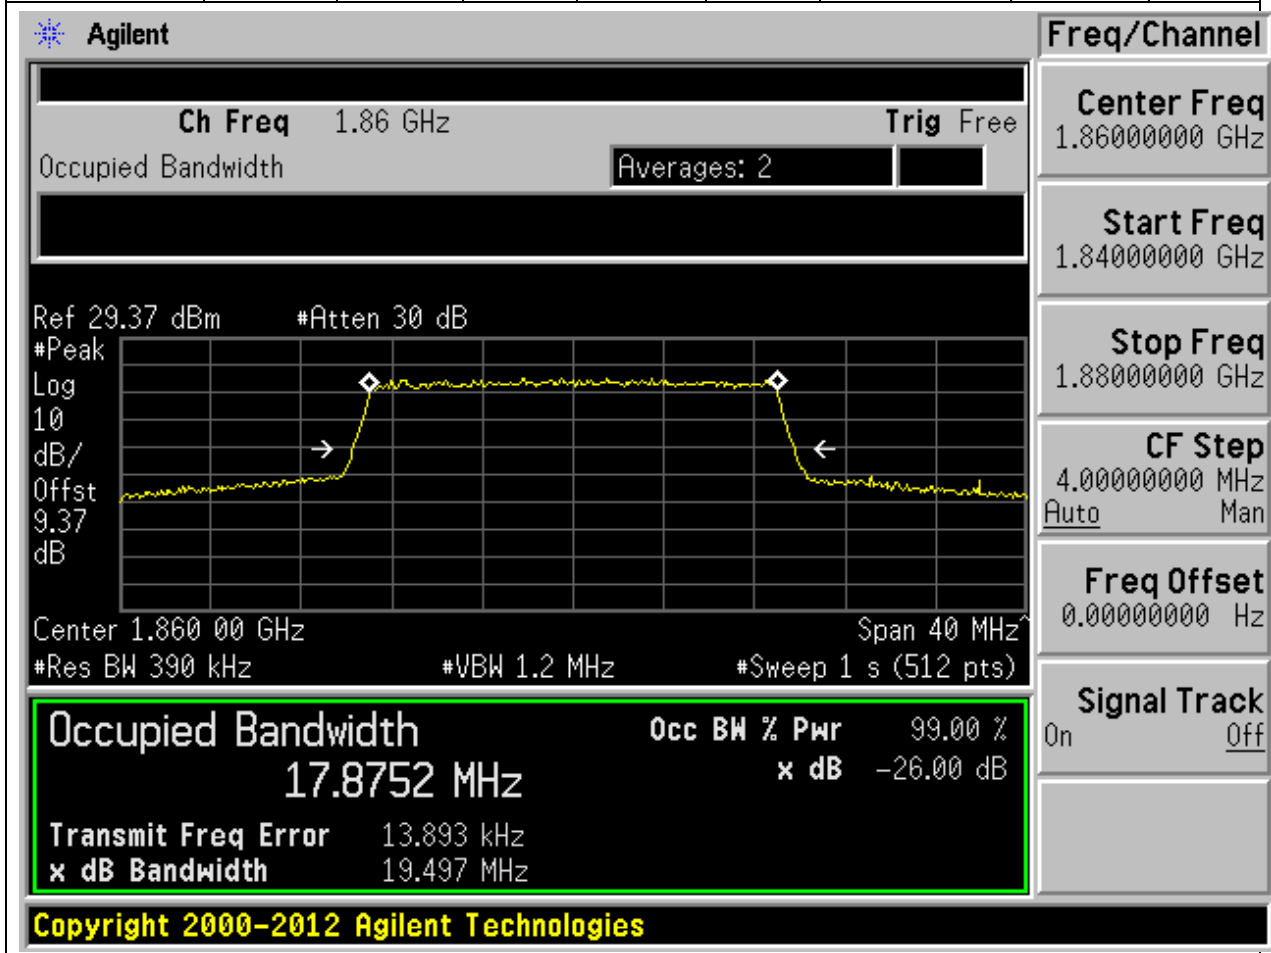 Agilent
Freq/Channel
Ch Freq 1.86 GHz Trig Free
Occupied Bandwidth Averages: 2
Center Freq
1.86000000 GHz
Start Freq
1.84000000 GHz
Stop Freq
1.88000000 GHz
CF Step
4.00000000 MHz
Auto Man
Freq Offset
0.00000000 Hz
Signal Track
On Off
Ref 29.37 dBm #Atten 30 dB
#Peak
Log
10
dB/
Offst
9.37
dB
Center 1.860 00 GHz Span 40 MHz^
#Res BW 390 kHz #VBW 1.2 MHz #Sweep 1 s (512 pts)
Occupied Bandwidth Occ BW % Pwr 99.00 %
17.8752 MHz x dB -26.00 dB
Transmit Freq Error 13.893 kHz
x dB Bandwidth 19.497 MHz
Copyright 2000-2012 Agilent Technologies